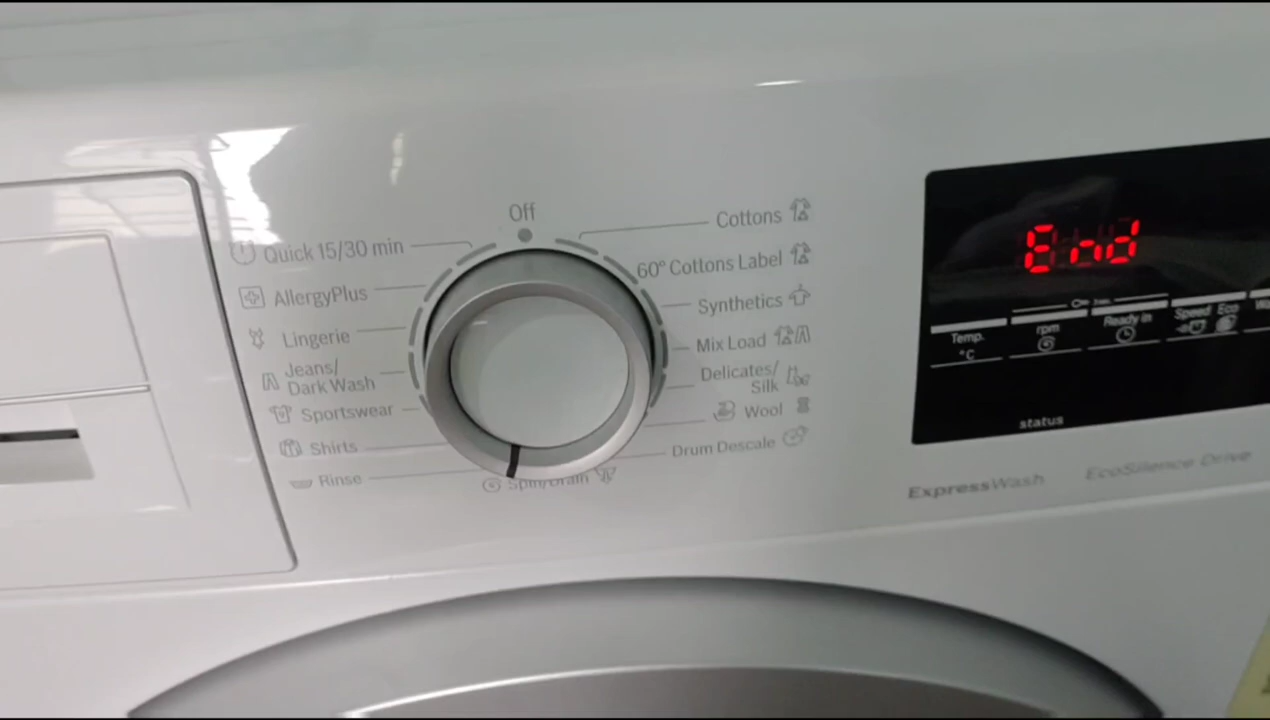 Off
Quick 15/30 min
AllergyPlus
Lingerie
Jeans/
Dark Wash
Sportswear
Shirts
Rinse
Spin/Drain
Cottons
60° Cottons Label
Synthetics
Mix Load
Delicates/
Silk
Wool
Drum Descale
End
Temp.
°C
rpm
Ready in
Speed
Eco
status
ExpressWash
EcoSilence Drive